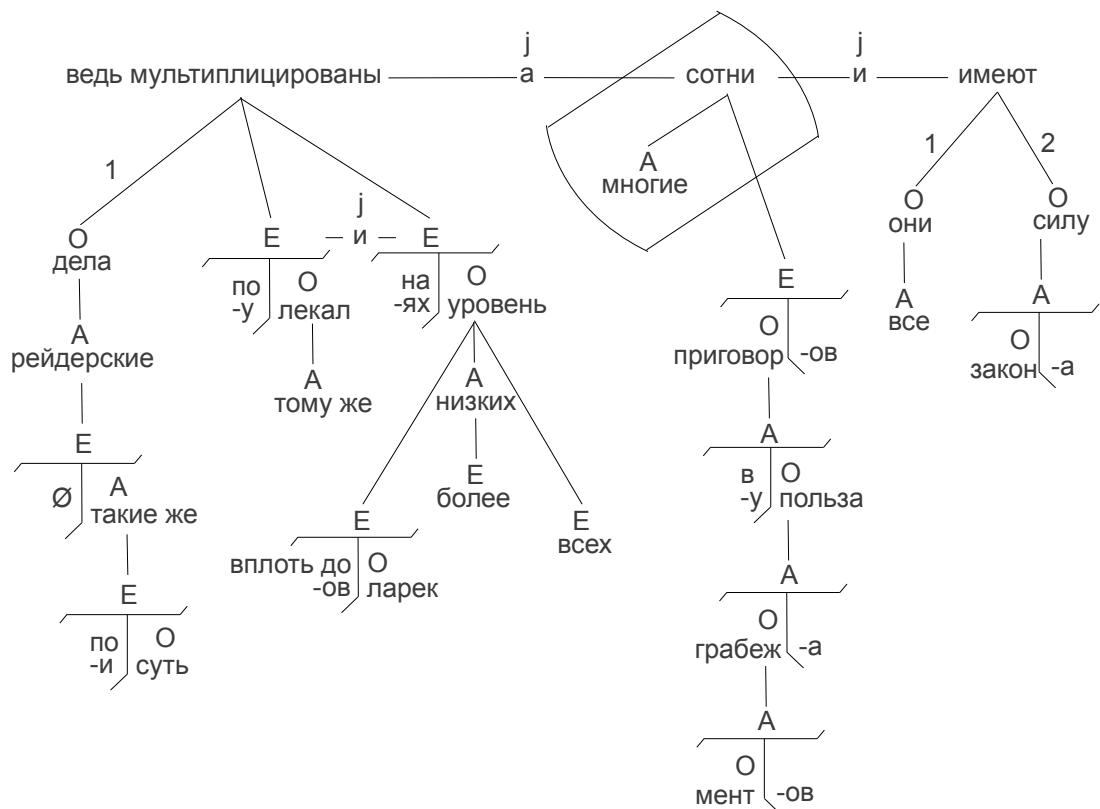 j j
ведь мультиплицированы а сотни и имеют
1 1 2
А
многие
О О
они силу
j
О Е и Е
дела
по О на О Е
-у лекал -ях уровень
А А
все
А О О
рейдерские приговор -ов закон -а
А А
тому же низких
Е А
Е в О
более -у польза
Ø А
такие же
Е Е
всех
вплоть до О
-ов ларек
Е А
по О О
-и суть грабеж -а
А
О
мент -ов